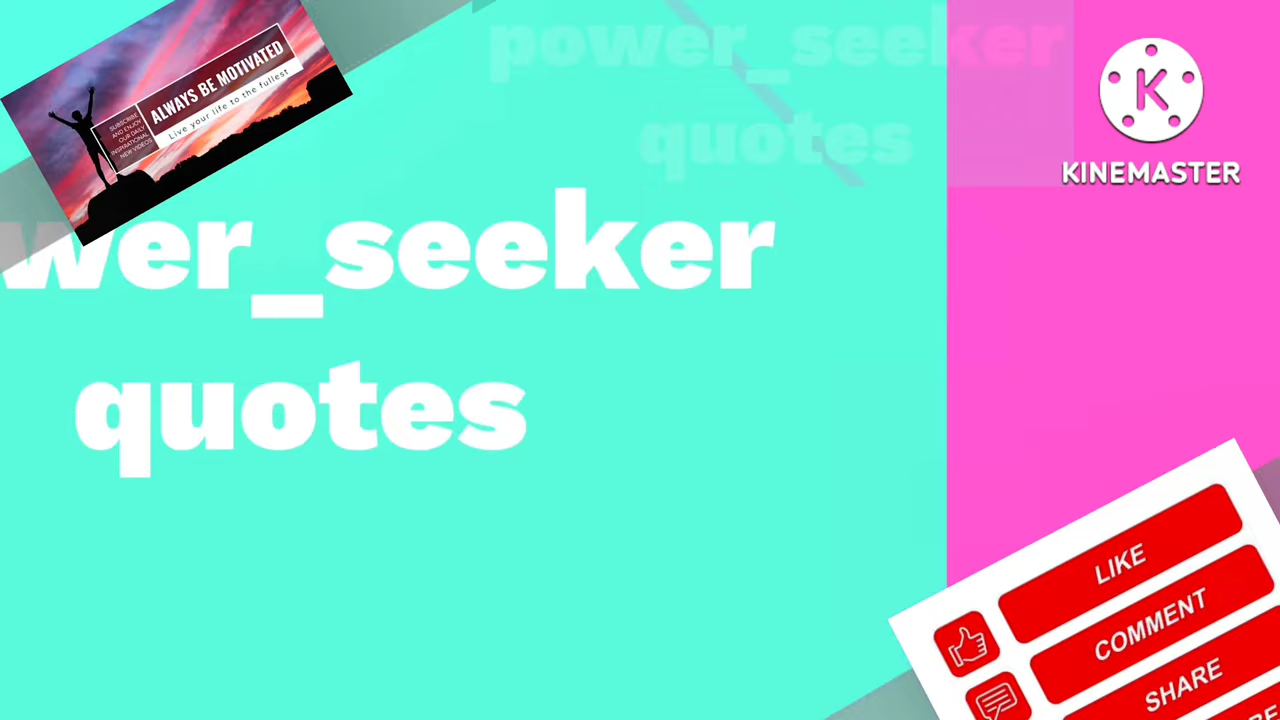 power_seeker
quotes
KINEMASTER
ALWAYS BE MOTIVATED
Live your life to the fullest
SUBSCRIBE
AND ENJOY
OUR DAILY
INSPIRATIONAL
NEW VIDEOS
wer_seeker
quotes
LIKE
COMMENT
SHARE